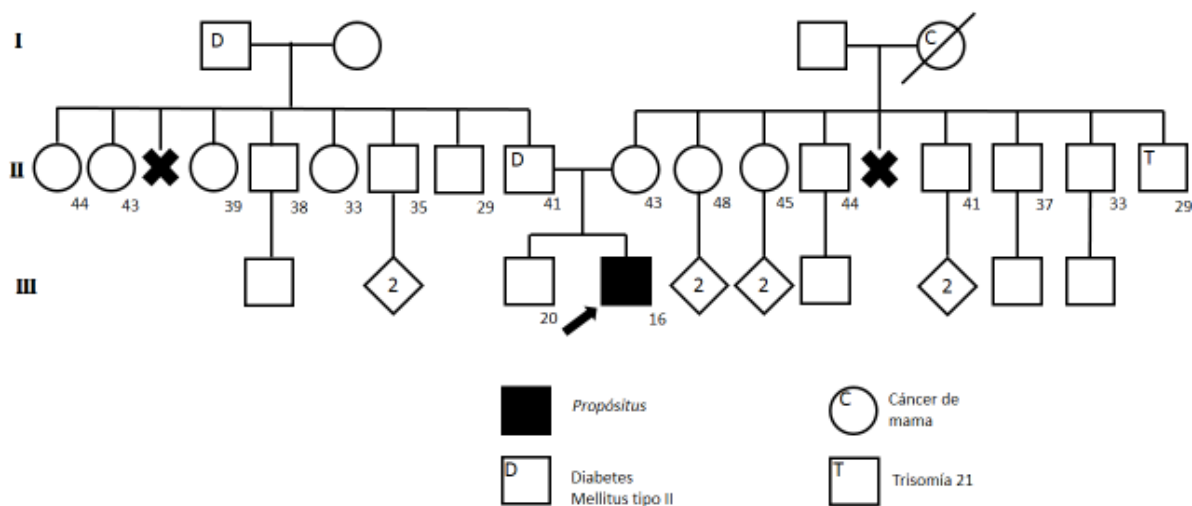 I
D
C
II
D
T
44
43
39
38
33
35
29
41
43
48
45
44
41
37
33
29
III
2
2
2
2
20
16
Propósitus
C
Cáncer de
mama
D
Diabetes
Mellitus tipo II
T
Trisomía 21